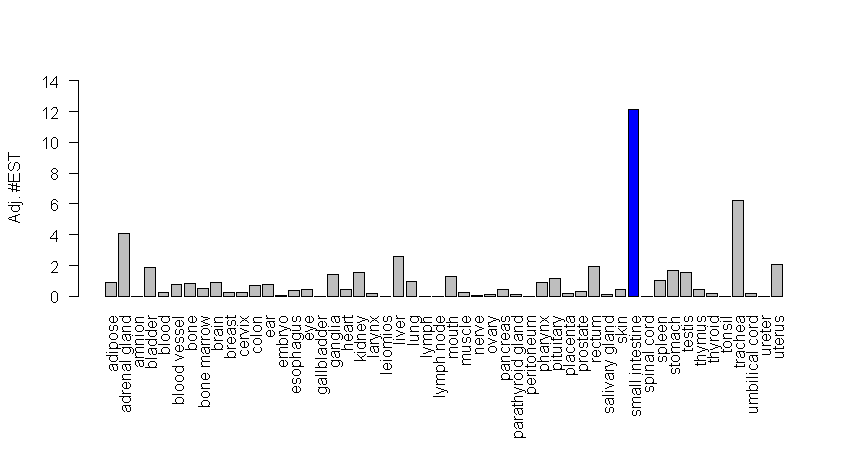 Adj. #EST
14
12
10
8
6
4
2
0
adipose
adrenal gland
amnion
bladder
blood
blood vessel
bone
bone marrow
brain
breast
cervix
colon
ear
embryo
esophagus
eye
gallbladder
ganglia
heart
kidney
larynx
leiomios
liver
lung
lymph
lymph node
mouth
muscle
nerve
ovary
pancreas
parathyroid gland
peritoneum
pharynx
pituitary
placenta
prostate
rectum
salivary gland
skin
small intestine
spinal cord
spleen
stomach
testis
thymus
thyroid
tonsil
trachea
umbilical cord
ureter
uterus